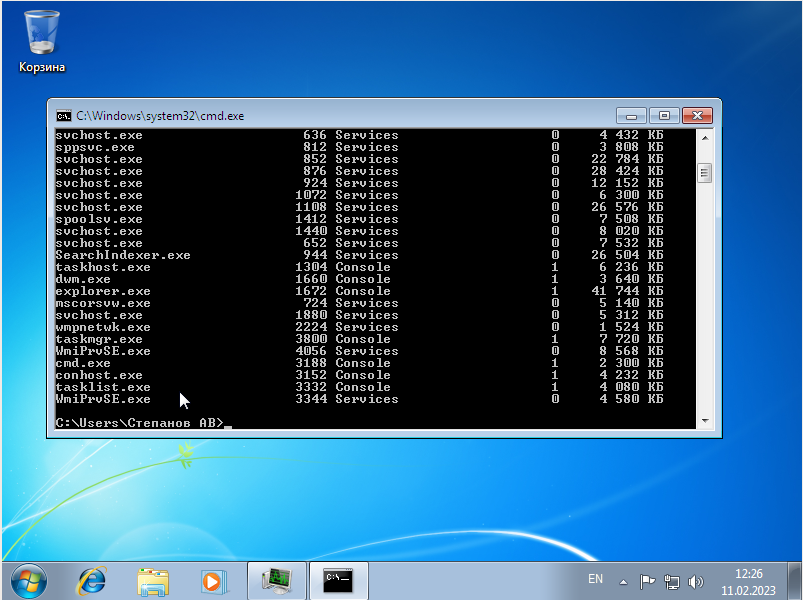 Корзина
C:\Windows\system32\cmd.exe
svchost.exe 636 Services 0 4 432 КБ
sppsvc.exe 812 Services 0 3 808 КБ
svchost.exe 852 Services 0 22 784 КБ
svchost.exe 876 Services 0 28 424 КБ
svchost.exe 924 Services 0 12 152 КБ
svchost.exe 1072 Services 0 6 300 КБ
svchost.exe 1108 Services 0 26 576 КБ
spoolsv.exe 1412 Services 0 7 508 КБ
svchost.exe 1440 Services 0 8 020 КБ
svchost.exe 652 Services 0 7 532 КБ
SearchIndexer.exe 944 Services 0 26 504 КБ
taskhost.exe 1304 Console 1 6 236 КБ
dwm.exe 1660 Console 1 3 640 КБ
explorer.exe 1672 Console 1 41 744 КБ
mscorsvw.exe 724 Services 0 5 140 КБ
svchost.exe 1880 Services 0 5 312 КБ
wmpnetwk.exe 2224 Services 0 1 524 КБ
taskmgr.exe 3800 Console 1 7 720 КБ
WmiPrvSE.exe 4056 Services 0 8 568 КБ
cmd.exe 3188 Console 1 2 300 КБ
conhost.exe 3152 Console 1 4 232 КБ
tasklist.exe 3332 Console 1 4 080 КБ
WmiPrvSE.exe 3344 Services 0 4 580 КБ
C:\Users\Степанов АВ>_
EN
12:26
11.02.2023